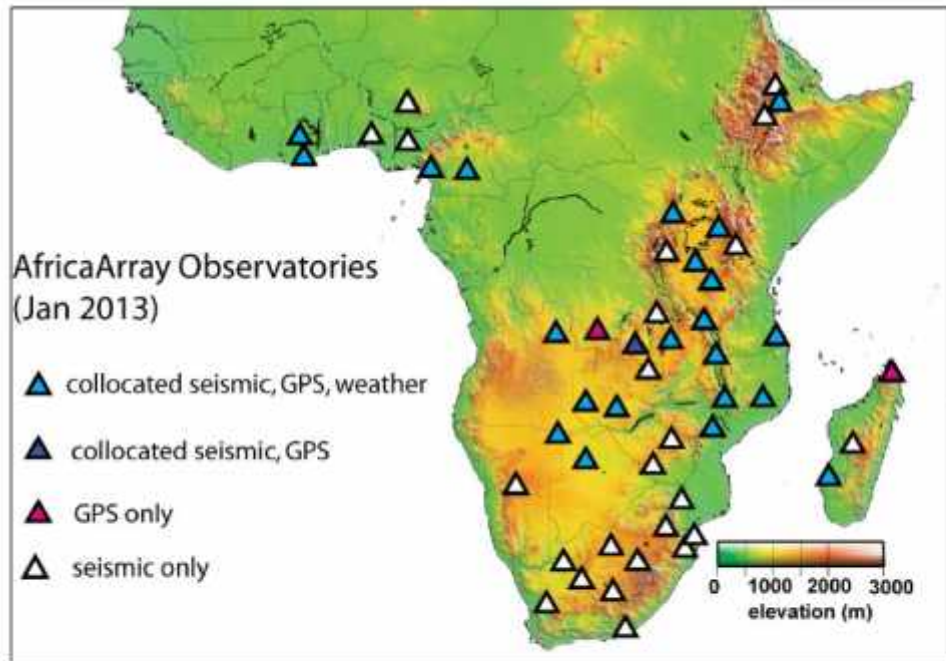 AfricaArray Observatories
(Jan 2013)
collocated seismic, GPS, weather
collocated seismic, GPS
GPS only
seismic only
0 1000 2000 3000
elevation (m)